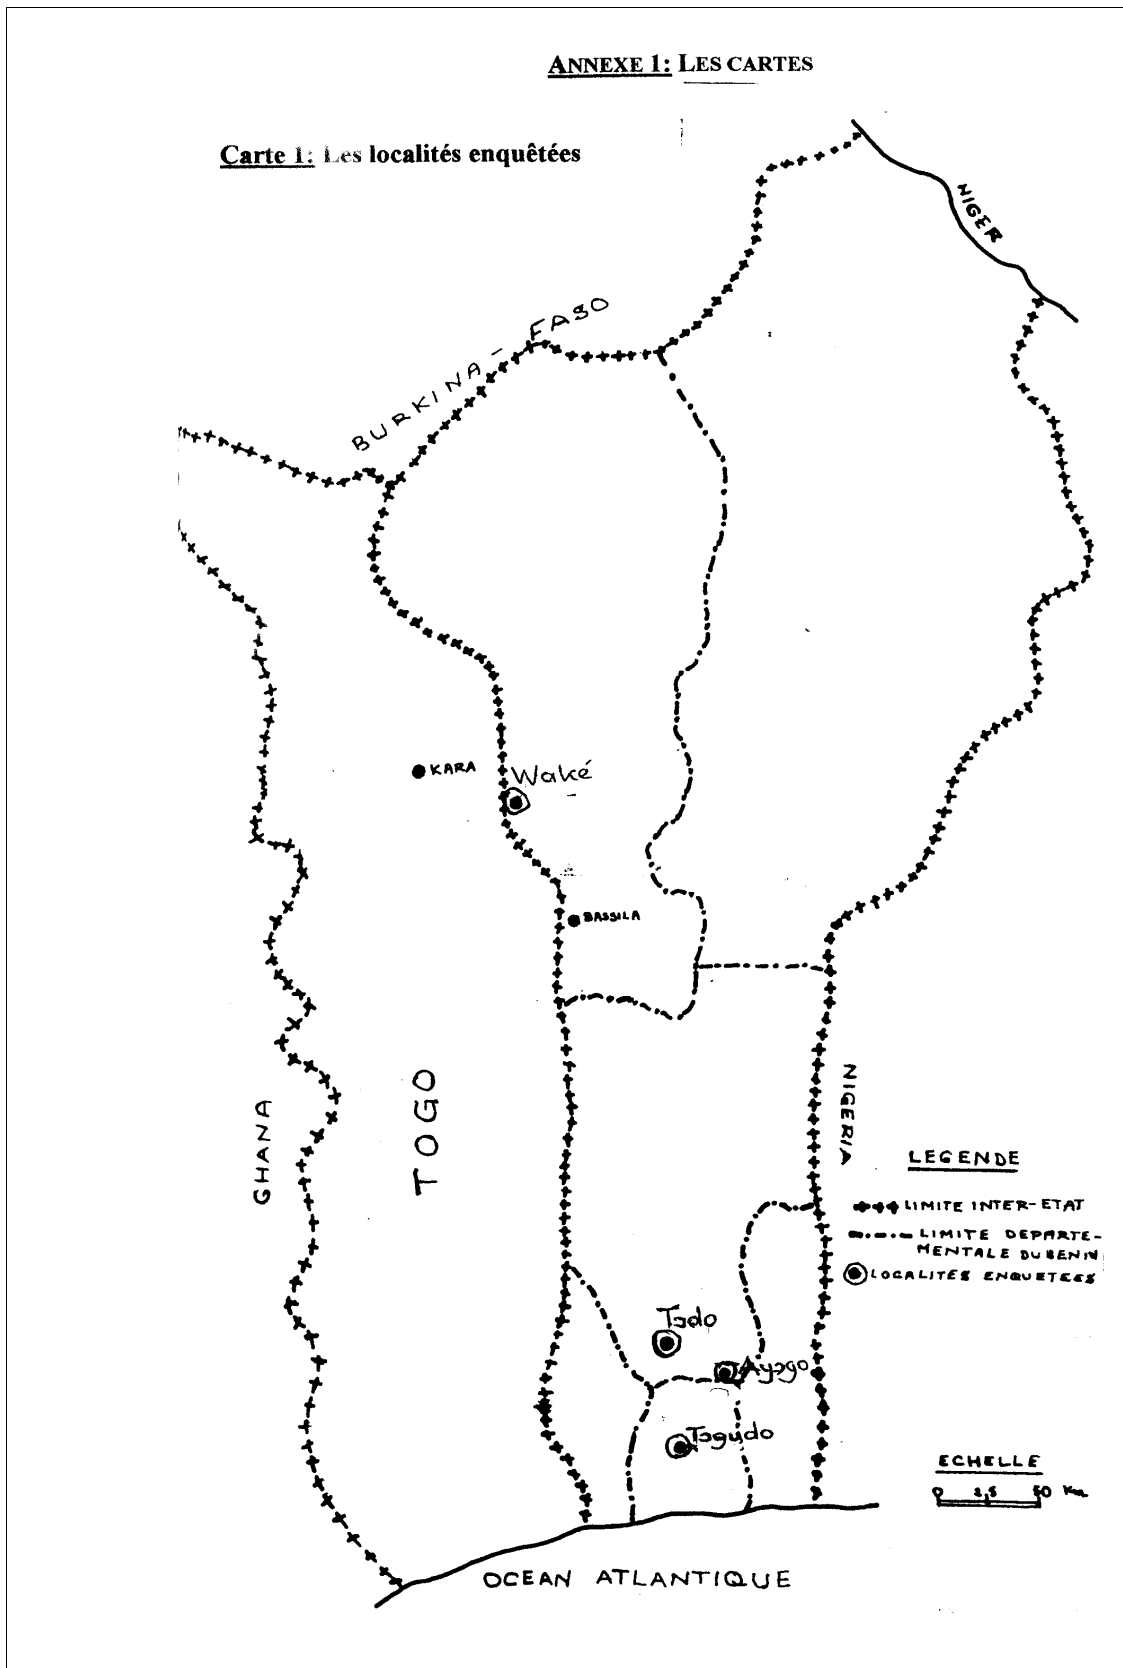 ANNEXE 1: LES CARTES
Carte 1: Les localités enquêtées
NIGER
BURKINA - FASO
KARA
Waké
BASSILA
GHANA
TOGO
NIGERIA
LEGENDE
LIMITE INTER-ETAT
LIMITE DEPARTE-
MENTALE DU BENIN
LOCALITÉS ENQUETEES
Tɔdo
Ayɔgo
Tɔgudo
ECHELLE
0 25 50 Km
OCEAN ATLANTIQUE